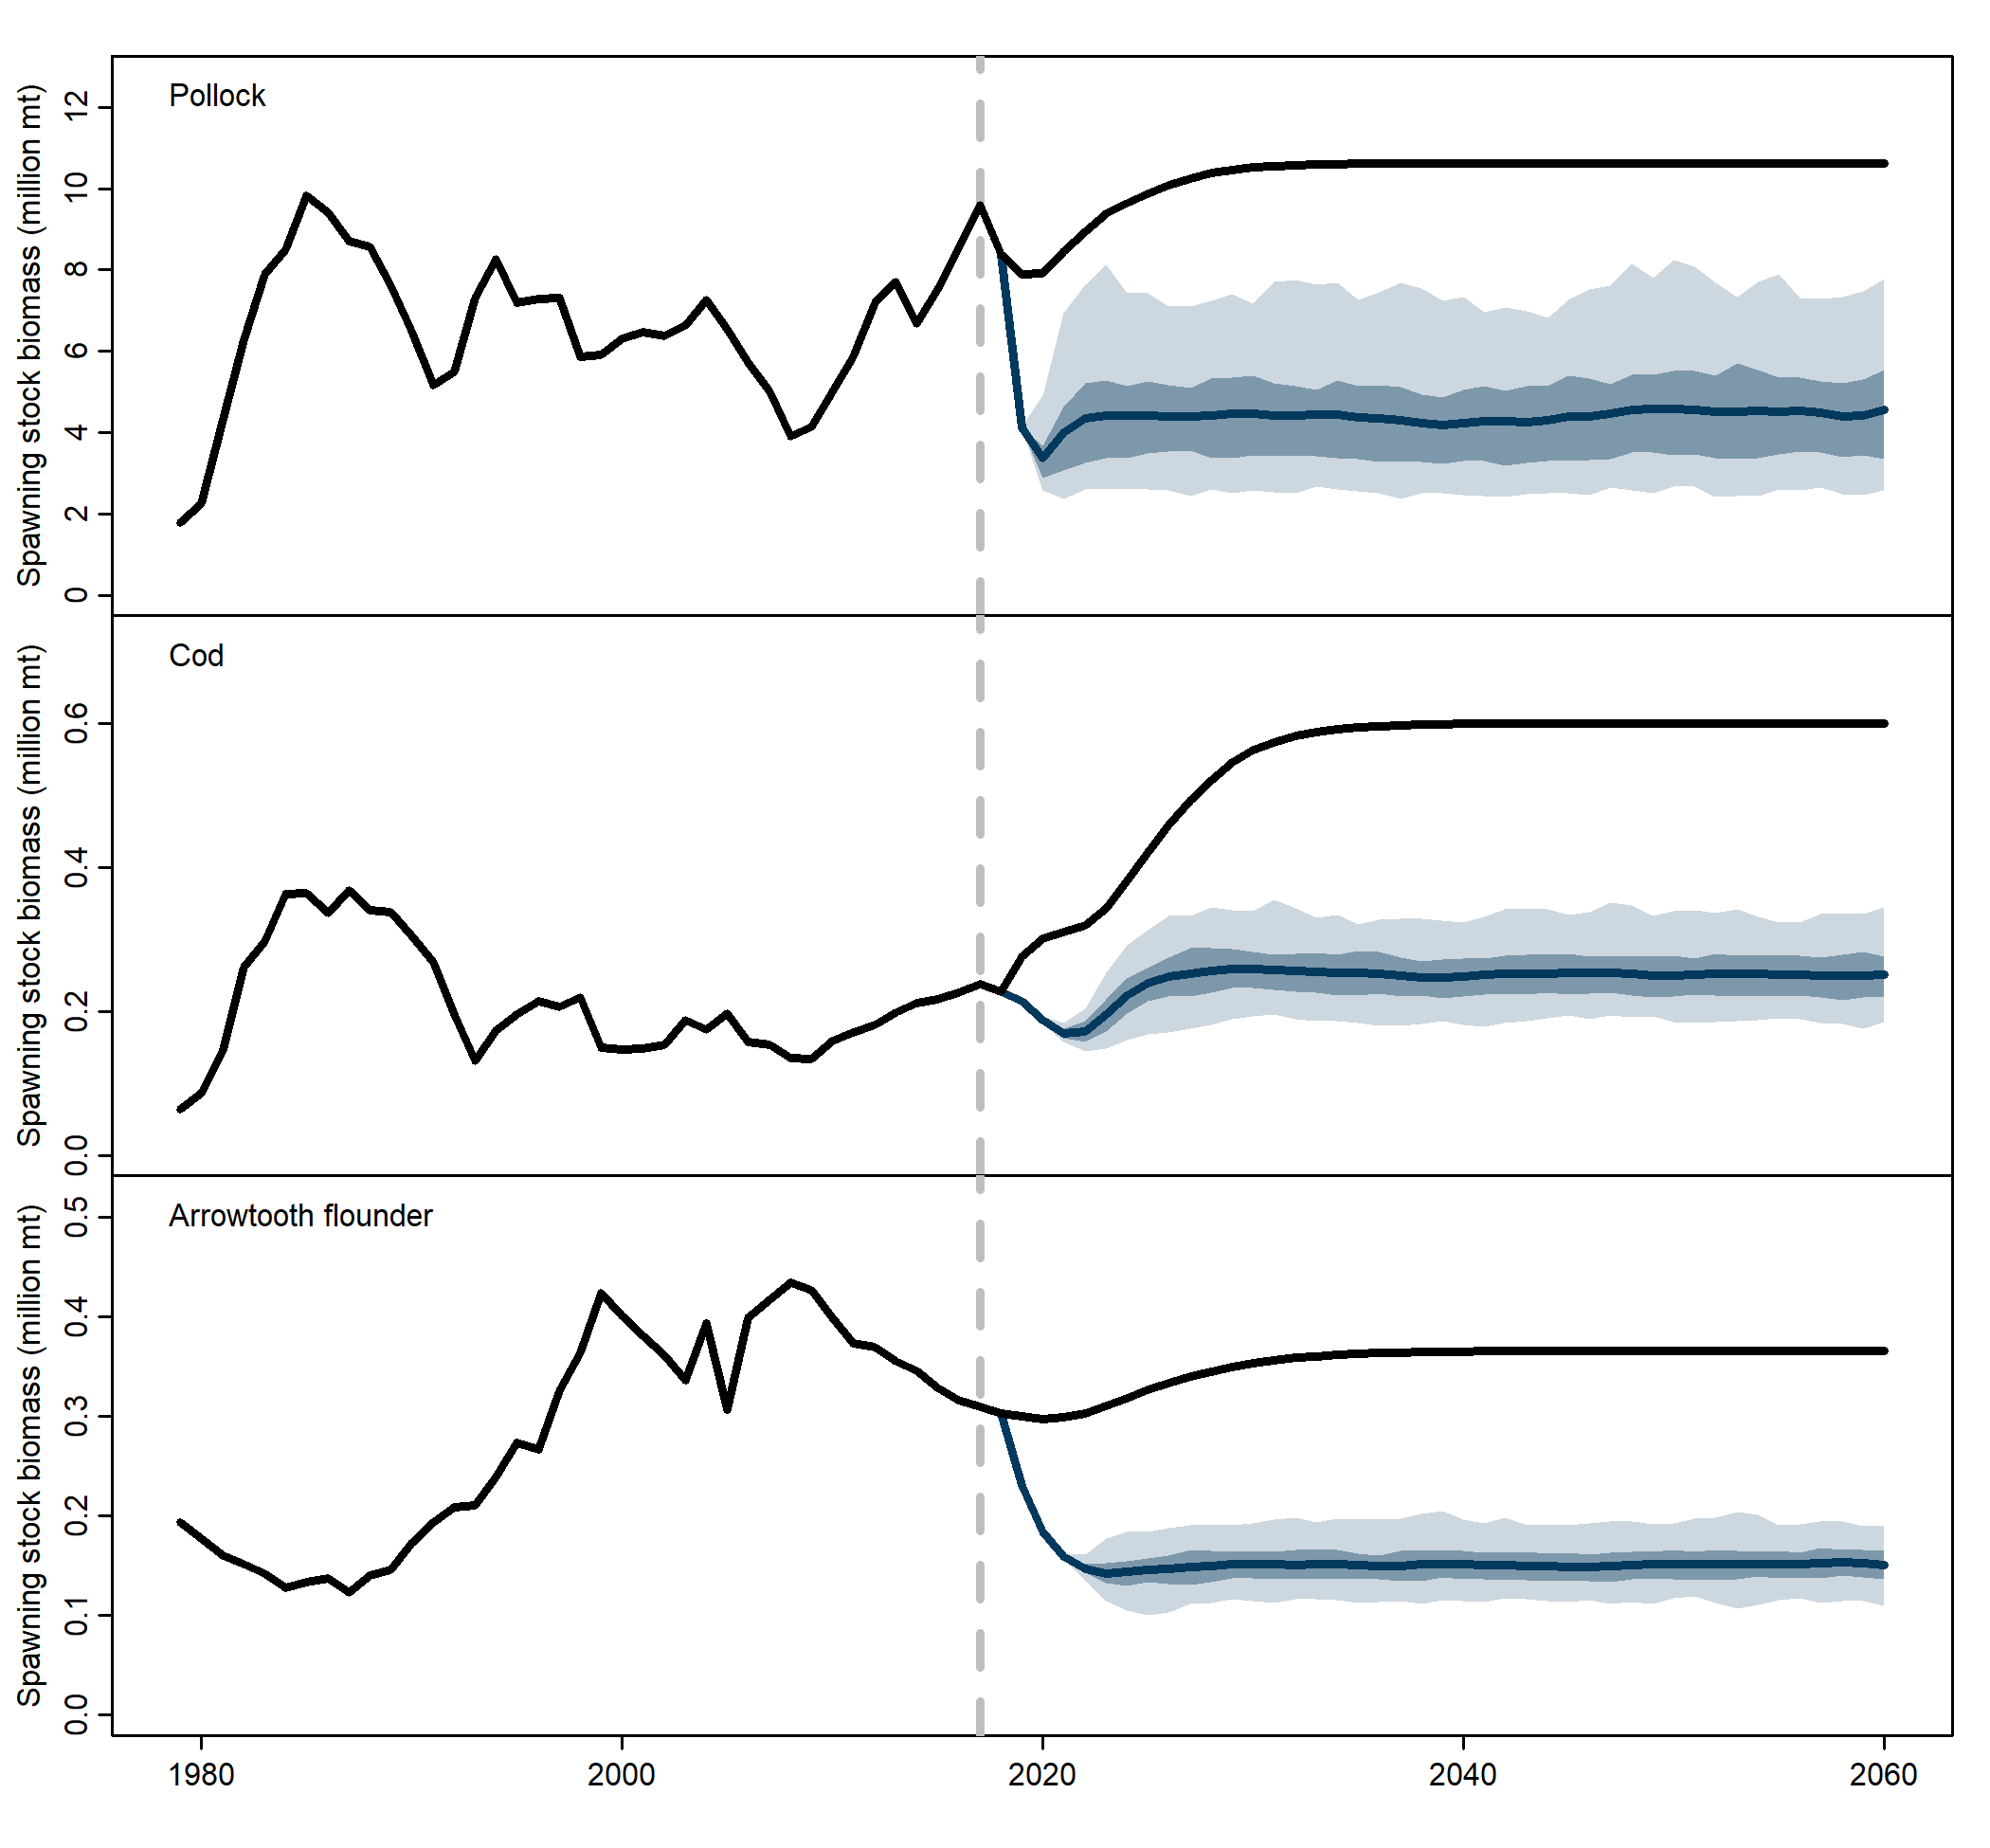 Pollock
Spawning stock biomass (million mt)
12
10
8
6
4
2
0
Cod
Spawning stock biomass (million mt)
0.6
0.4
0.2
0.0
Arrowtooth flounder
Spawning stock biomass (million mt)
0.5
0.4
0.3
0.2
0.1
0.0
1980 2000 2020 2040 2060